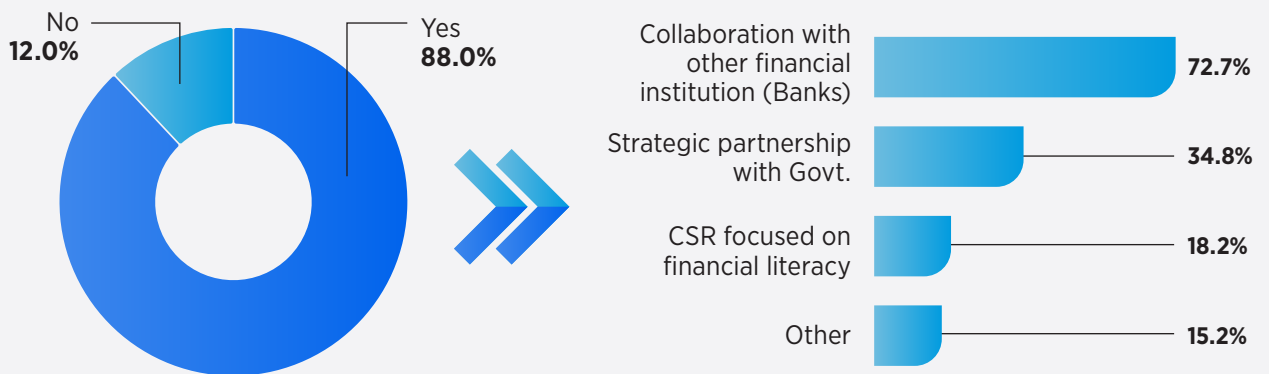 No
12.0%
Yes
88.0%
Collaboration with
other financial
institution (Banks)
72.7%
Strategic partnership
with Govt.
34.8%
CSR focused on
financial literacy
18.2%
Other
15.2%